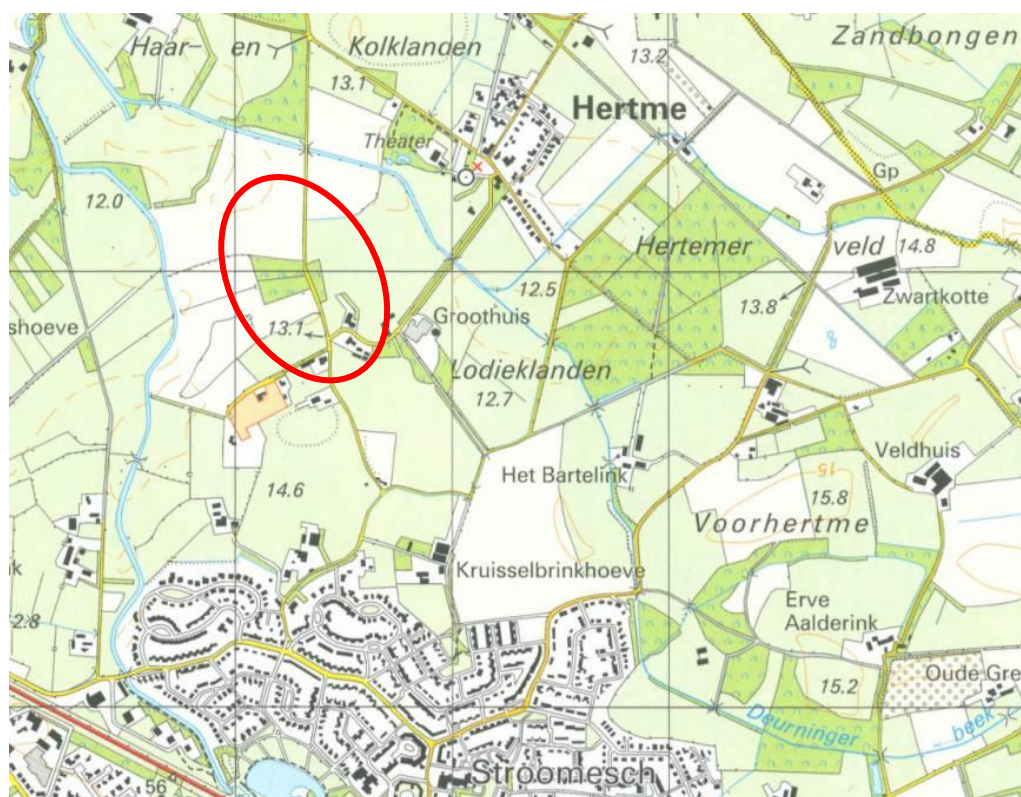 Haar- en Kolklanden
Zandbongen
13.2
13.1
Hertme
Theater
Gp
12.0
Hertemer
veld 14.8
12.5
13.8
Zwartkotte
shoeve
Groothuis
13.1
Lodieklanden
12.7
Veldhuis
Het Bartelink
15
14.6
15.8
Voorhertme
k
Kruisselbrinkhoeve
Erve
Aalderink
2.8
Oude Gre
15.2
Deurninger
beek
Stroomesch
56